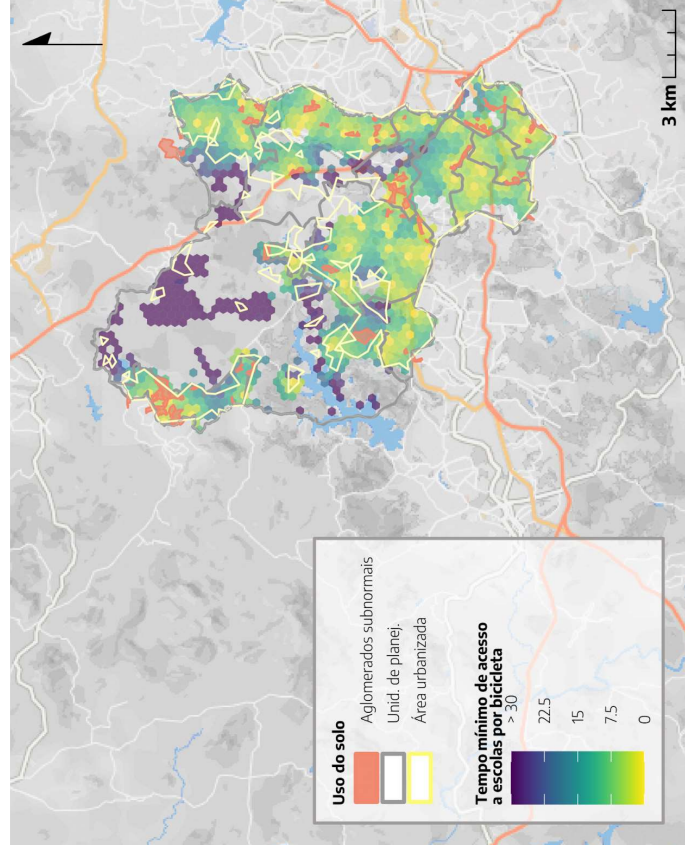 Uso do solo
Aglomerados subnormais
Unid. de planej.
Área urbanizada
Tempo mínimo de acesso
a escolas por bicicleta
> 30
22.5
15
7.5
0
3 km